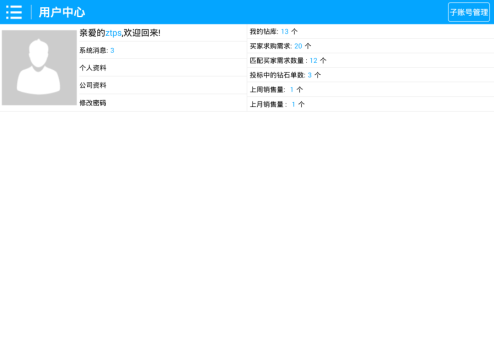 用户中心
子账号管理
亲爱的ztps,欢迎回来!
系统消息: 3
个人资料
公司资料
修改密码
我的钻库: 13 个
买家求购需求: 20 个
匹配买家需求数量 : 12 个
投标中的钻石单数: 3 个
上周销售量: 1 个
上月销售量 : 1 个